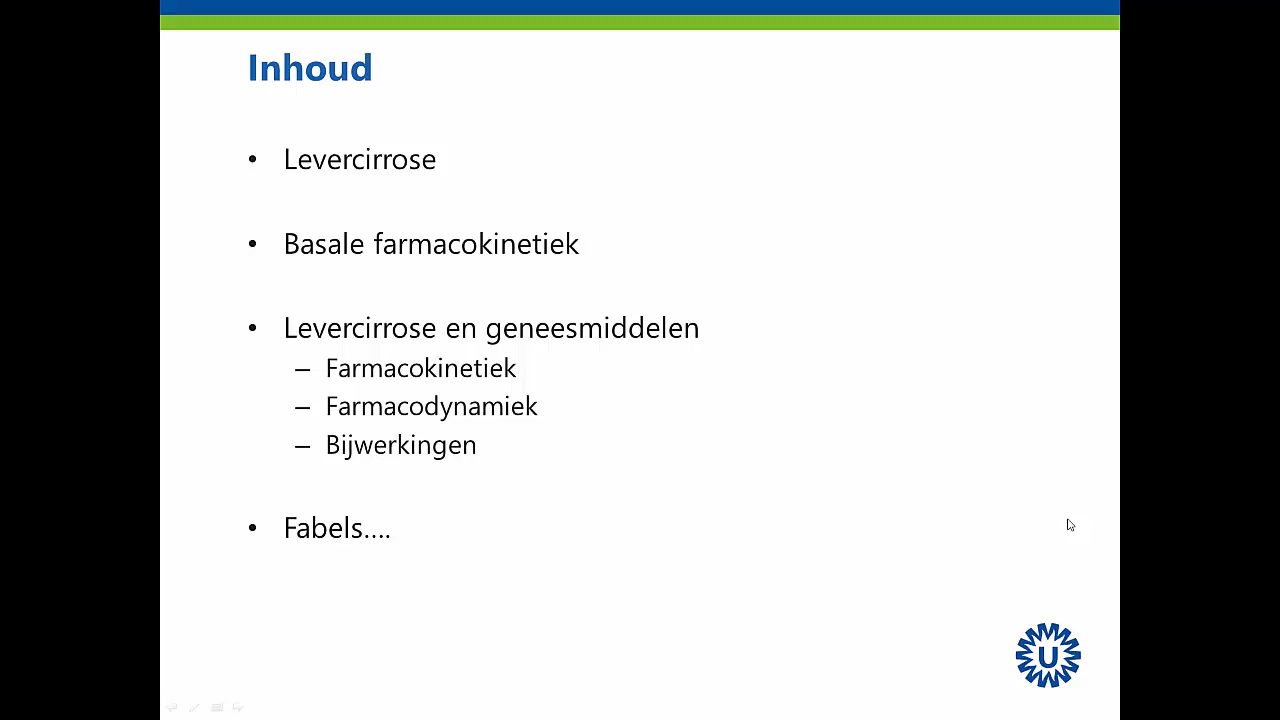 Inhoud
• Levercirrose
• Basale farmacokinetiek
• Levercirrose en geneesmiddelen
– Farmacokinetiek
– Farmacodynamiek
– Bijwerkingen
• Fabels....
U